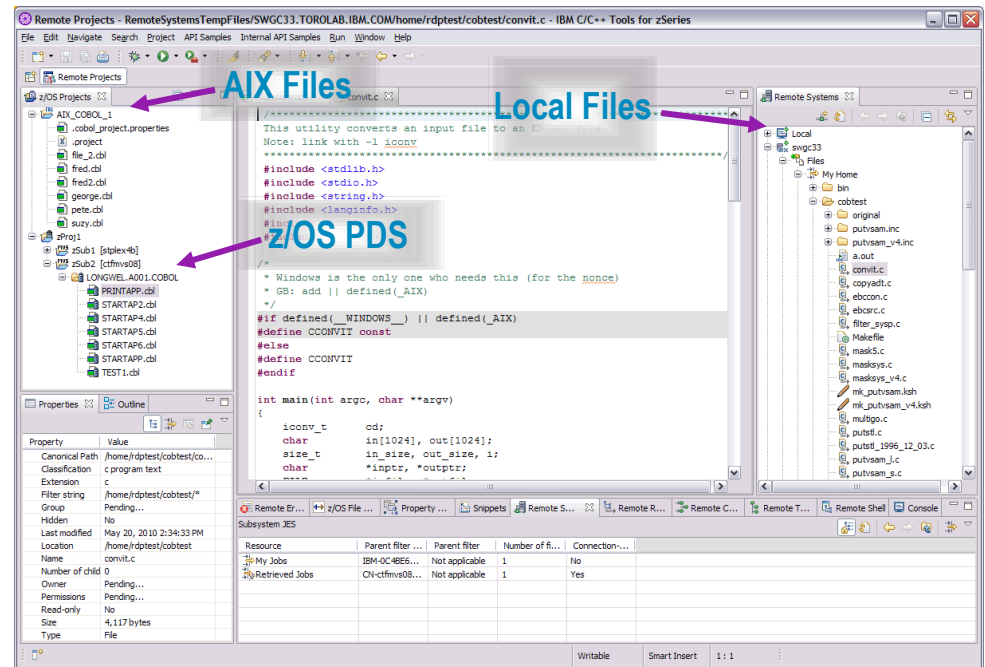 Remote Projects - RemoteSystemsTempFiles/SWGC33.TOROLAB.IBM.COM/home/rdptest/cobtest/convit.c - IBM C/C++ Tools for zSeries
File Edit Navigate Search Project API Samples Internal API Samples Run Window Help
Remote Projects
AIX Files
Local Files
z/OS PDS
z/OS Projects
AIX_COBOL_1
.cobol_project.properties
.project
file_2.cbl
fred.cbl
fred2.cbl
george.cbl
pete.cbl
suzy.cbl
zProj1
zSub1 [stplex4b]
zSub2 [ctfmvs08]
LONGWEL.A001.COBOL
PRINTAPP.cbl
STARTAP2.cbl
STARTAP4.cbl
STARTAP5.cbl
STARTAP6.cbl
STARTAPP.cbl
TEST1.cbl
convit.c
/*********************************************************************
This utility converts an input file to an
Note: link with -l iconv
*********************************************************************/
#include <stdlib.h>
#include <stdio.h>
#include <string.h>
#include <langinfo.h>
/*
* Windows is the only one who needs this (for the nonce)
* GB: add || defined(_AIX)
*/
#if defined(__WINDOWS__) || defined(_AIX)
#define CCONVIT const
#else
#define CCONVIT
#endif
int main(int argc, char **argv)
{
iconv_t cd;
char in[1024], out[1024];
size_t in_size, out_size, i;
char *inptr, *outptr;
Remote Systems
Local
swgc33
Files
My Home
bin
cobtest
original
putvsam.inc
putvsam_v4.inc
a.out
convit.c
copyadt.c
ebccon.c
ebcsrc.c
filter_sysp.c
Makefile
mask5.c
masksys.c
masksys_v4.c
mk_putvsam.ksh
mk_putvsam_v4.ksh
multigo.c
putstl.c
putstl_1996_12_03.c
putvsam_l.c
putvsam_s.c
Properties Outline
Property Value
Canonical Path /home/rdptest/cobtest/co...
Classification c program text
Extension c
Filter string /home/rdptest/cobtest/*
Group Pending...
Hidden No
Last modified May 20, 2010 2:34:33 PM
Location /home/rdptest/cobtest
Name convit.c
Number of child 0
Owner Pending...
Permissions Pending...
Read-only No
Size 4,117 bytes
Type File
Remote Er... z/OS File ... Property ... Snippets Remote S... Remote R... Remote C... Remote T... Remote Shell Console
Subsystem JES
Resource Parent filter ... Parent filter Number of fi... Connection-...
My Jobs IBM-0C4BE6... Not applicable 1 No
Retrieved Jobs CN-ctfmvs08... Not applicable 1 Yes
Writable Smart Insert 1 : 1